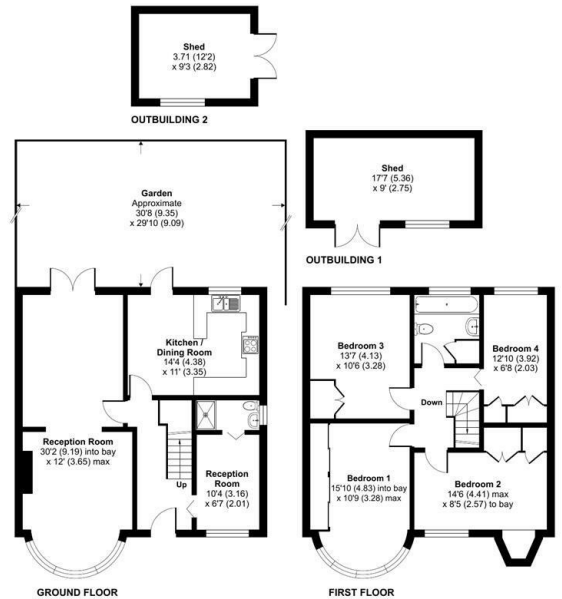 Shed
3.71 (12'2)
x 9'3 (2.82)
OUTBUILDING 2
Shed
17'7 (5.36)
x 9' (2.75)
OUTBUILDING 1
Garden
Approximate
30'8 (9.35)
x 29'10 (9.09)
Kitchen /
Dining Room
14'4 (4.38)
x 11' (3.35)
Reception Room
30'2 (9.19) into bay
x 12' (3.65) max
Up
Reception
Room
10'4 (3.16)
x 6'7 (2.01)
GROUND FLOOR
Bedroom 3
13'7 (4.13)
x 10'6 (3.28)
Bedroom 4
12'10 (3.92)
x 6'8 (2.03)
Down
Bedroom 1
15'10 (4.83) into bay
x 10'9 (3.28) max
Bedroom 2
14'6 (4.41) max
x 8'5 (2.57) to bay
FIRST FLOOR